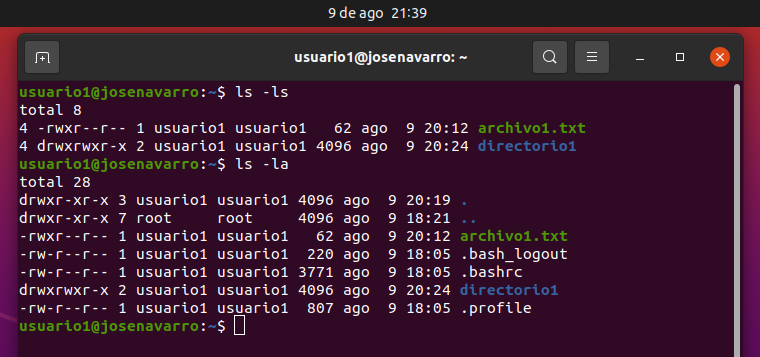 9 de ago 21:39
usuario1@josenavarro: ~
usuario1@josenavarro:~$ ls -ls
total 8
4 -rwxr--r-- 1 usuario1 usuario1   62 ago  9 20:12 archivo1.txt
4 drwxrwxr-x 2 usuario1 usuario1 4096 ago  9 20:24 directorio1
usuario1@josenavarro:~$ ls -la
total 28
drwxr-xr-x 3 usuario1 usuario1 4096 ago  9 20:19 .
drwxr-xr-x 7 root     root     4096 ago  9 18:21 ..
-rwxr--r-- 1 usuario1 usuario1   62 ago  9 20:12 archivo1.txt
-rw-r--r-- 1 usuario1 usuario1  220 ago  9 18:05 .bash_logout
-rw-r--r-- 1 usuario1 usuario1 3771 ago  9 18:05 .bashrc
drwxrwxr-x 2 usuario1 usuario1 4096 ago  9 20:24 directorio1
-rw-r--r-- 1 usuario1 usuario1  807 ago  9 18:05 .profile
usuario1@josenavarro:~$